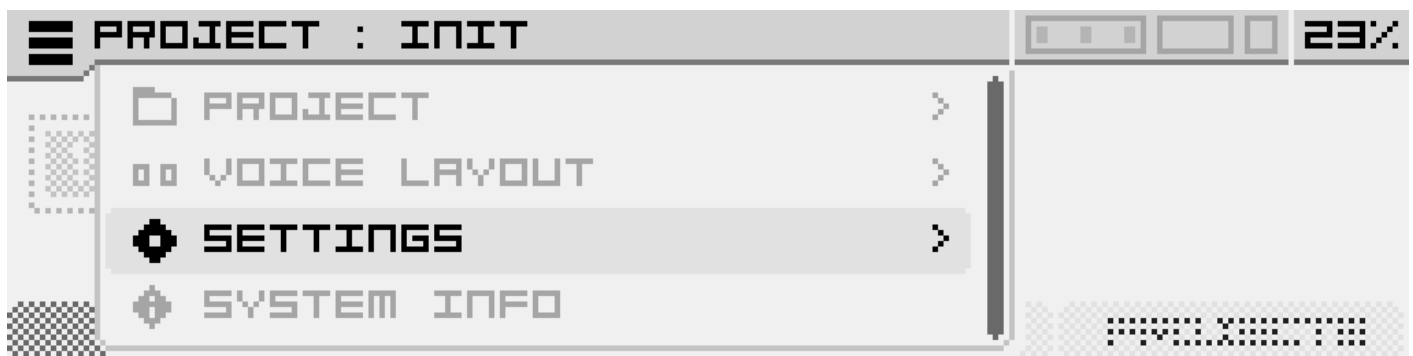 PROJECT : INIT
23%
PROJECT >
VOICE LAYOUT >
SETTINGS >
SYSTEM INFO